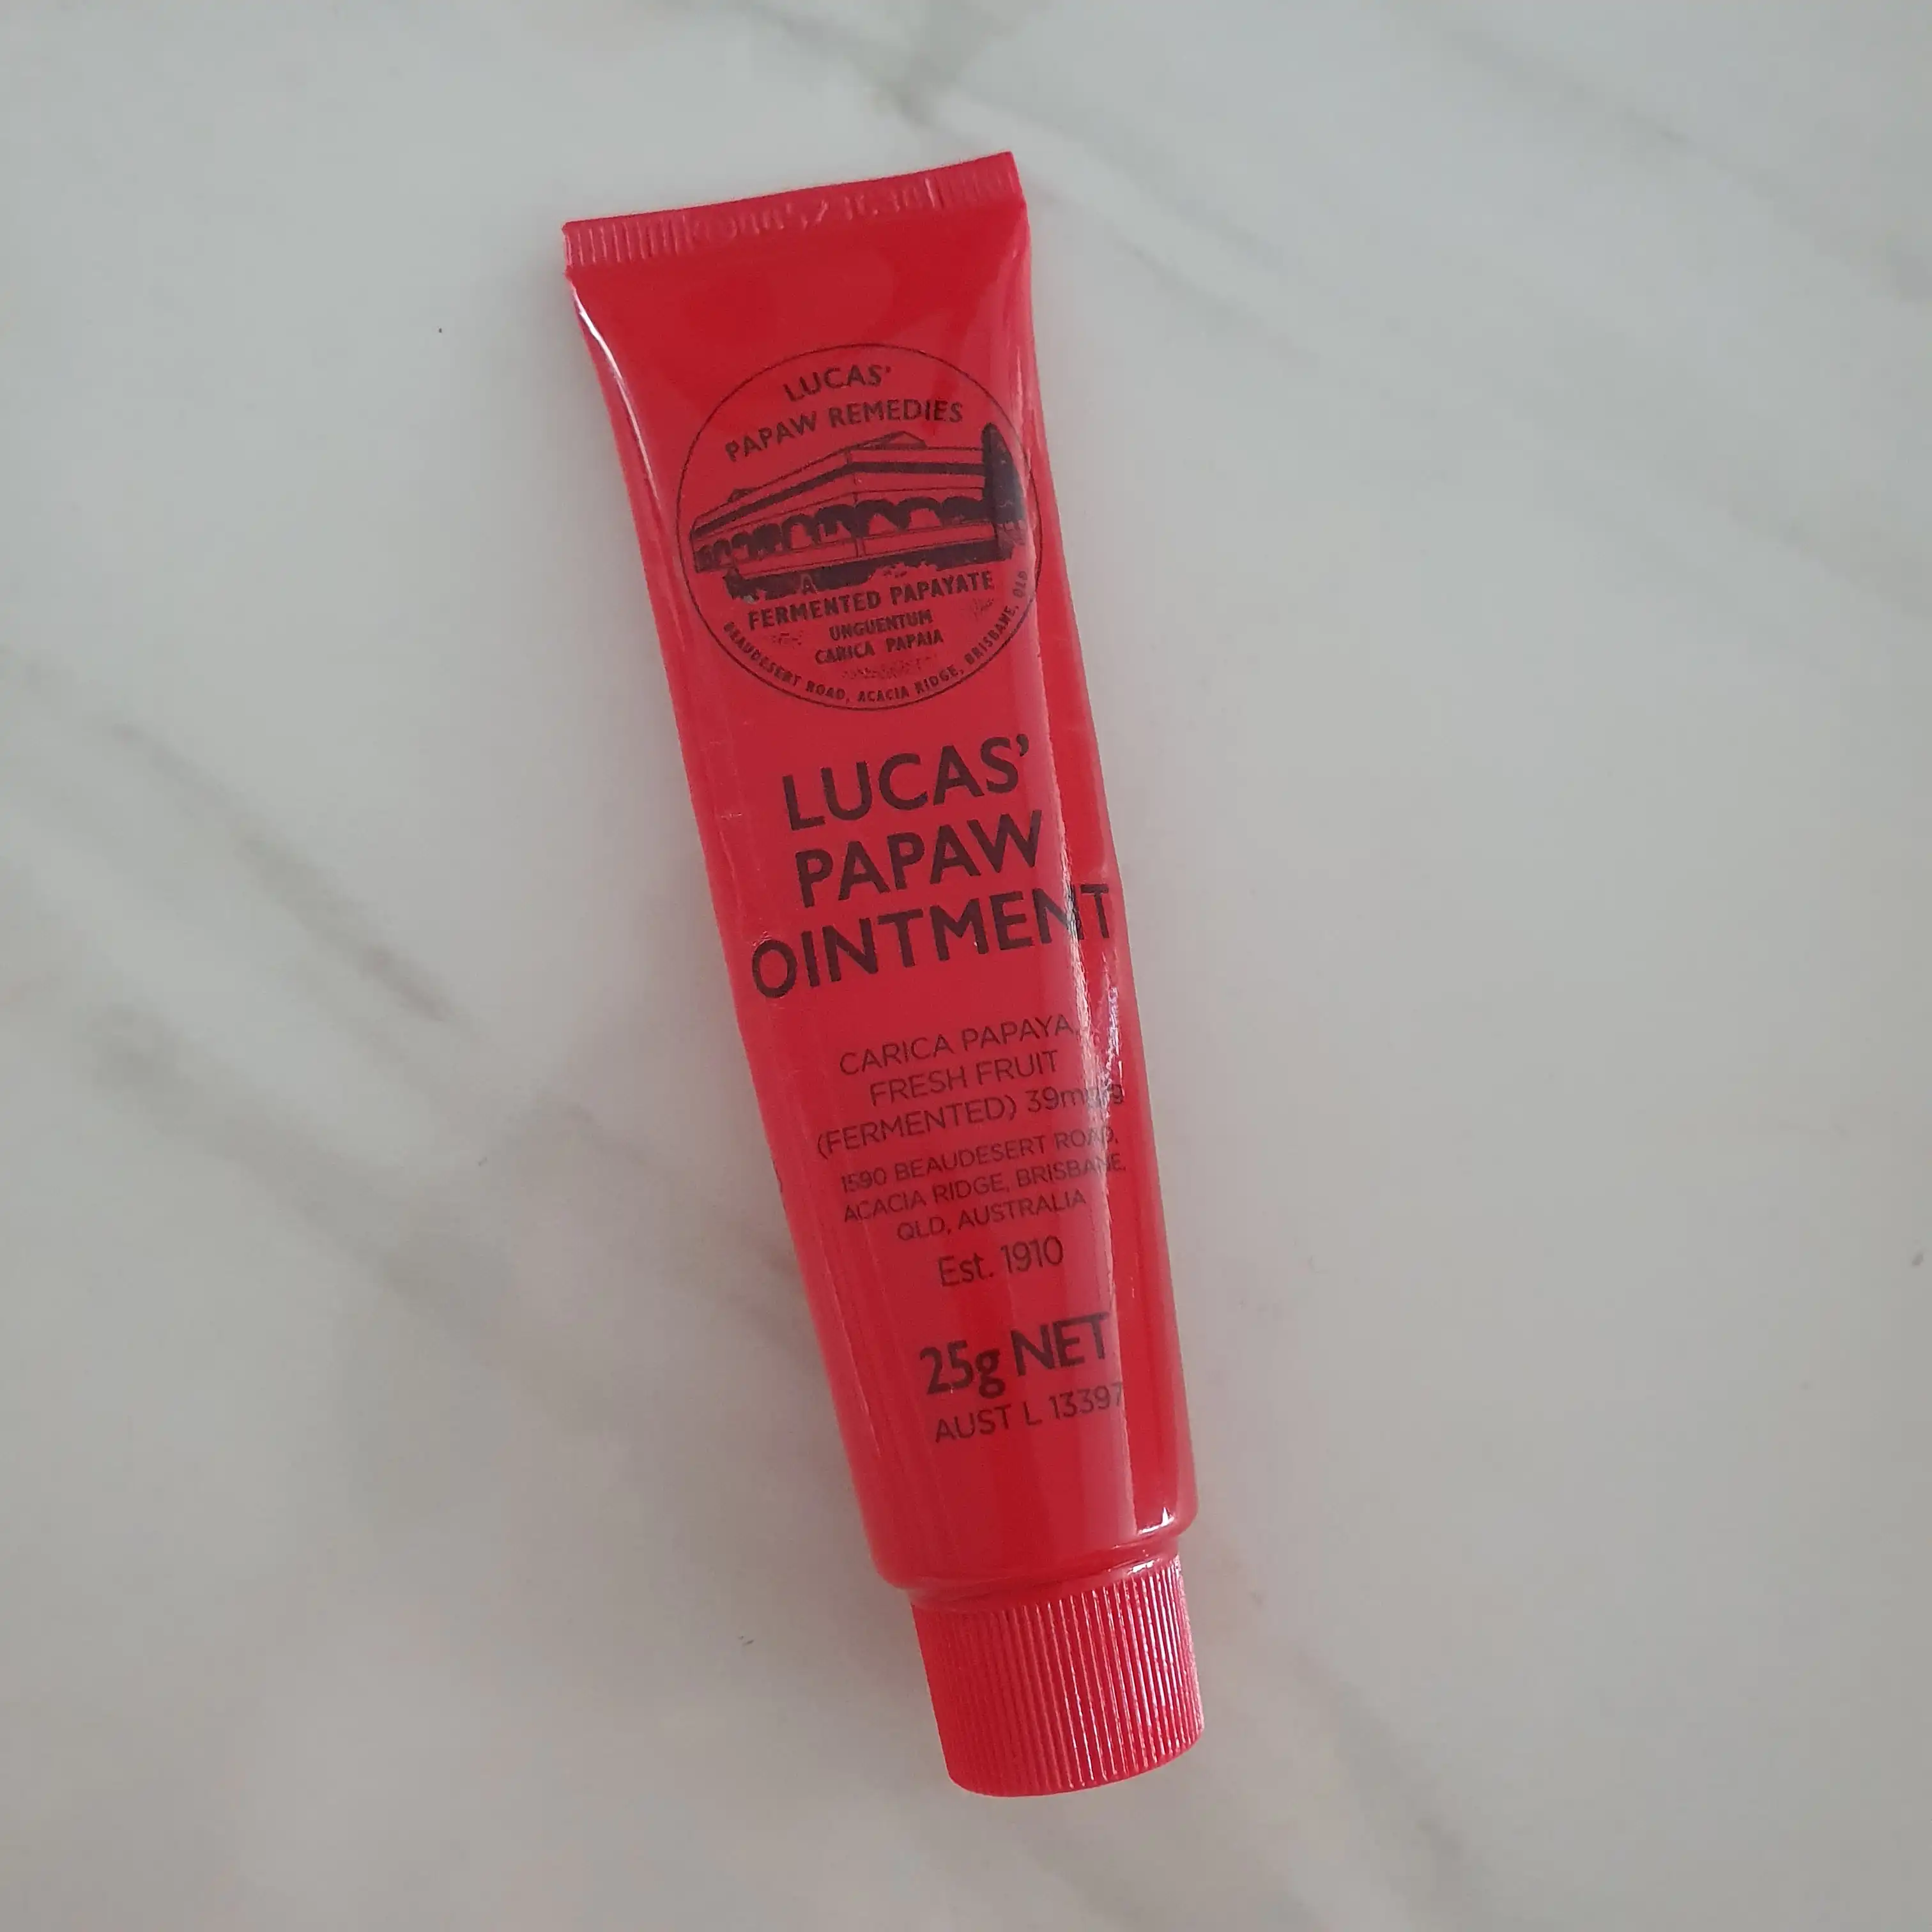 LUCAS'
PAPAW REMEDIES
FERMENTED PAPAYATE
UNGUENTUM
CARICA PAPAIA
BEAUDESERT ROAD, ACACIA RIDGE, BRISBANE, QLD
LUCAS'
PAPAW
OINTMENT
CARICA PAPAYA,
FRESH FRUIT
(FERMENTED) 39mg/g
1590 BEAUDESERT ROAD,
ACACIA RIDGE, BRISBANE,
QLD, AUSTRALIA
Est. 1910
25g NET
AUST L 13397